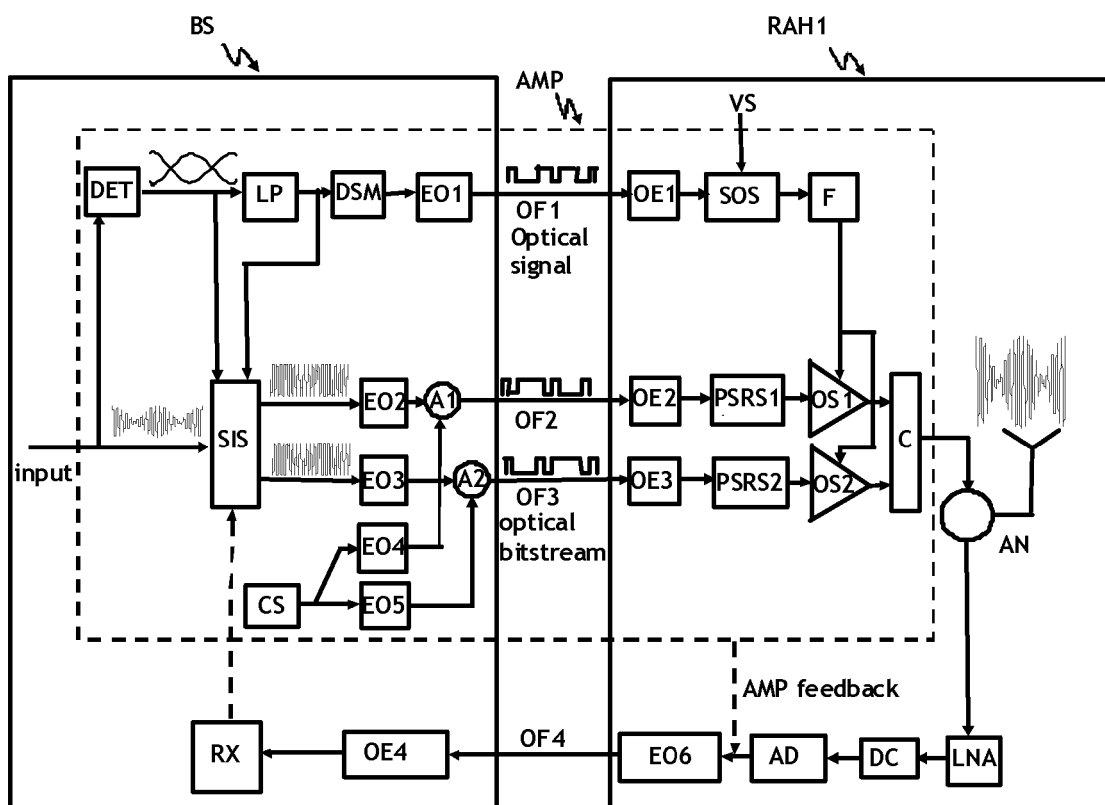 BS
RAH1
AMP
VS
DET
LP
DSM
EO1
OE1
SOS
F
OF1
Optical
signal
SIS
EO2
A1
OE2
PSRS1
OS1
OF2
C
input
EO3
A2
OE3
PSRS2
OS2
OF3
optical
bitstream
EO4
AN
CS
EO5
AMP feedback
RX
OE4
OF4
EO6
AD
DC
LNA